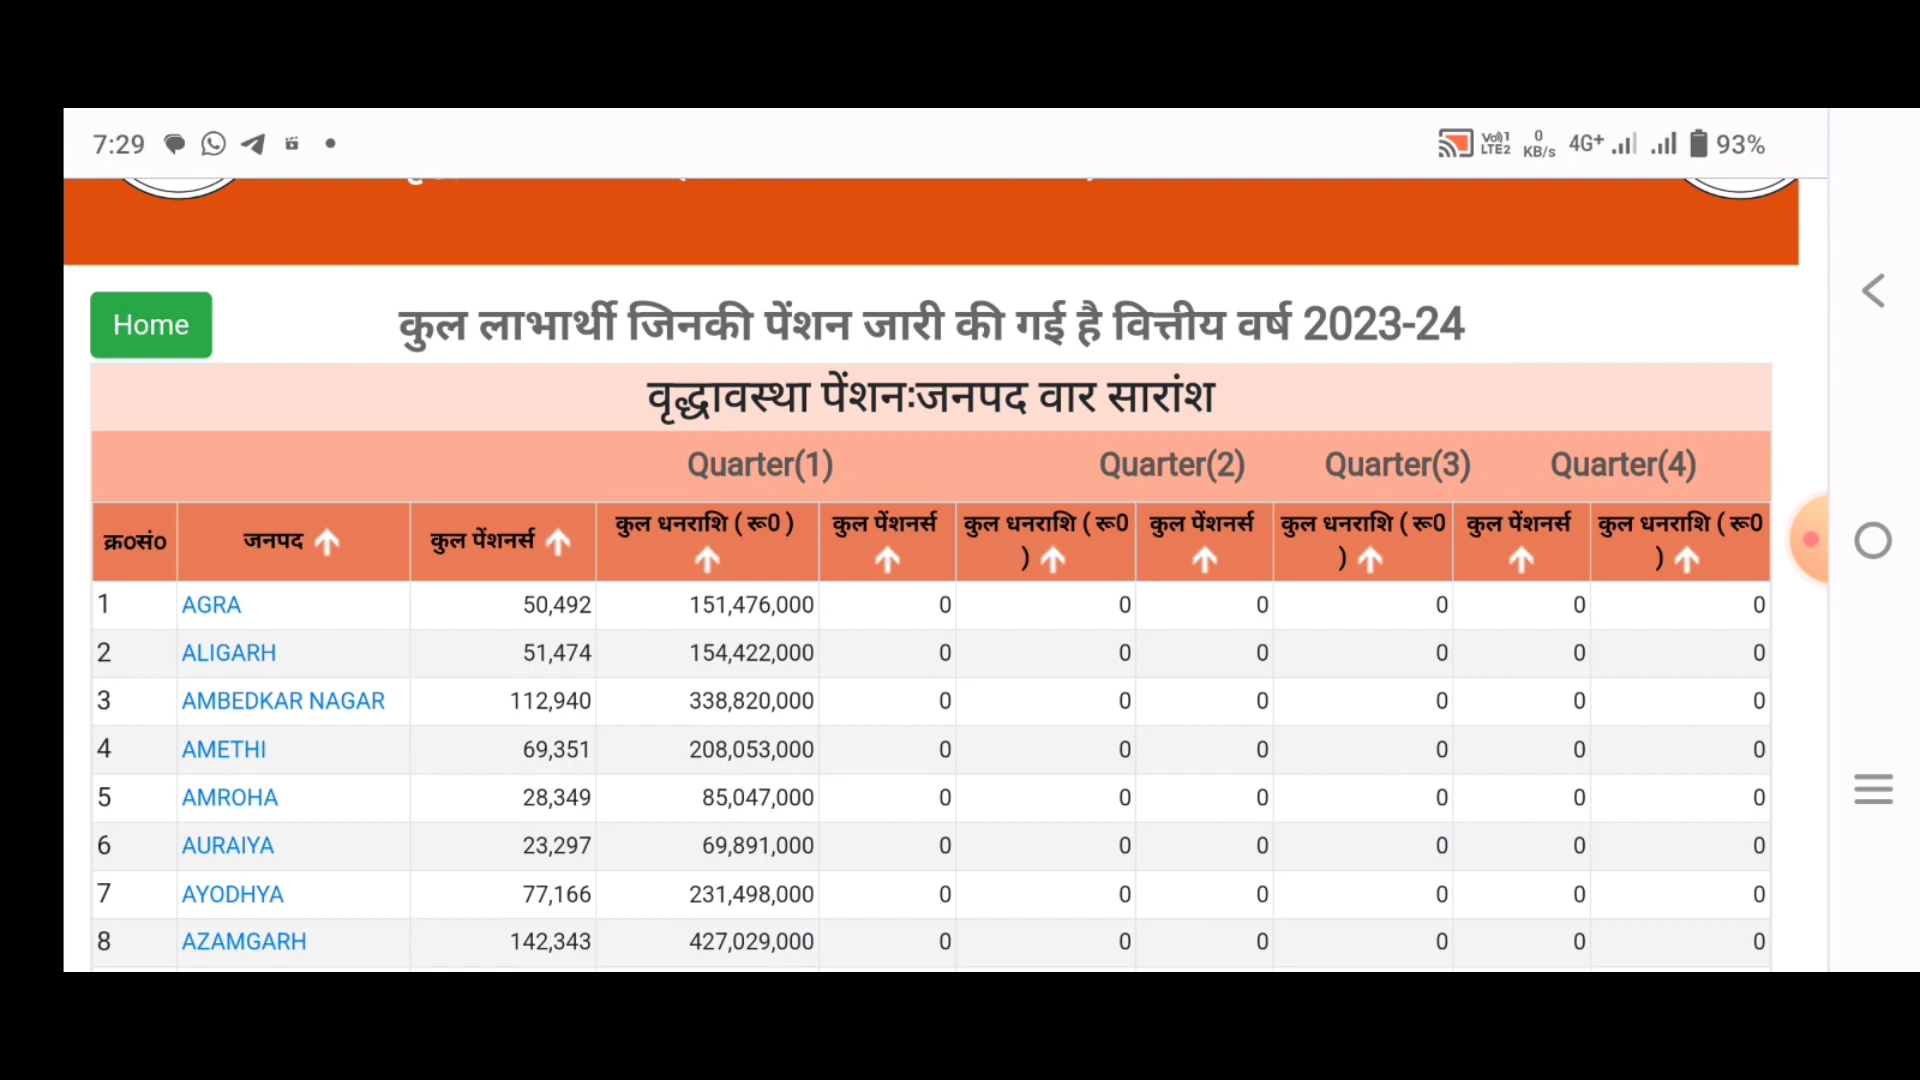 7:29 Vo)) 1 LTE2 0 KB/s 4G+ 93%
Home
कुल लाभार्थी जिनकी पेंशन जारी की गई है वित्तीय वर्ष 2023-24
वृद्धावस्था पेंशनःजनपद वार सारांश
Quarter(1) Quarter(2) Quarter(3) Quarter(4)
क्र०सं० जनपद कुल पेंशनर्स कुल धनराशि ( रू0 ) कुल पेंशनर्स कुल धनराशि ( रू0 ) कुल पेंशनर्स कुल धनराशि ( रू0 ) कुल पेंशनर्स कुल धनराशि ( रू0 )
1 AGRA 50,492 151,476,000 0 0 0 0 0 0
2 ALIGARH 51,474 154,422,000 0 0 0 0 0 0
3 AMBEDKAR NAGAR 112,940 338,820,000 0 0 0 0 0 0
4 AMETHI 69,351 208,053,000 0 0 0 0 0 0
5 AMROHA 28,349 85,047,000 0 0 0 0 0 0
6 AURAIYA 23,297 69,891,000 0 0 0 0 0 0
7 AYODHYA 77,166 231,498,000 0 0 0 0 0 0
8 AZAMGARH 142,343 427,029,000 0 0 0 0 0 0